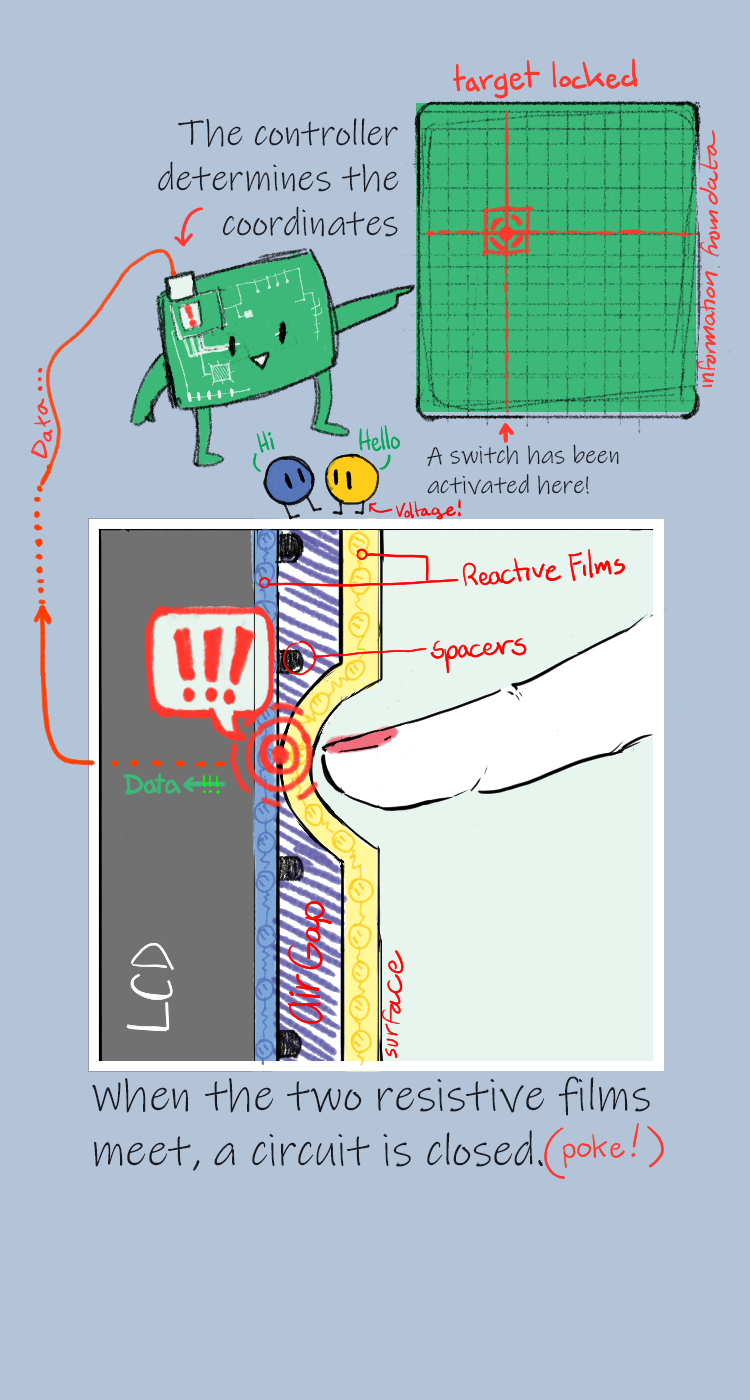 target locked
The controller
determines the
coordinates
information from data
Data...
Hi
Hello
A switch has been
activated here!
Voltage!
Reactive Films
Spacers
!!!
Data ← !!!
LCD
air Gap
surface
When the two resistive films
meet, a circuit is closed. (poke!)